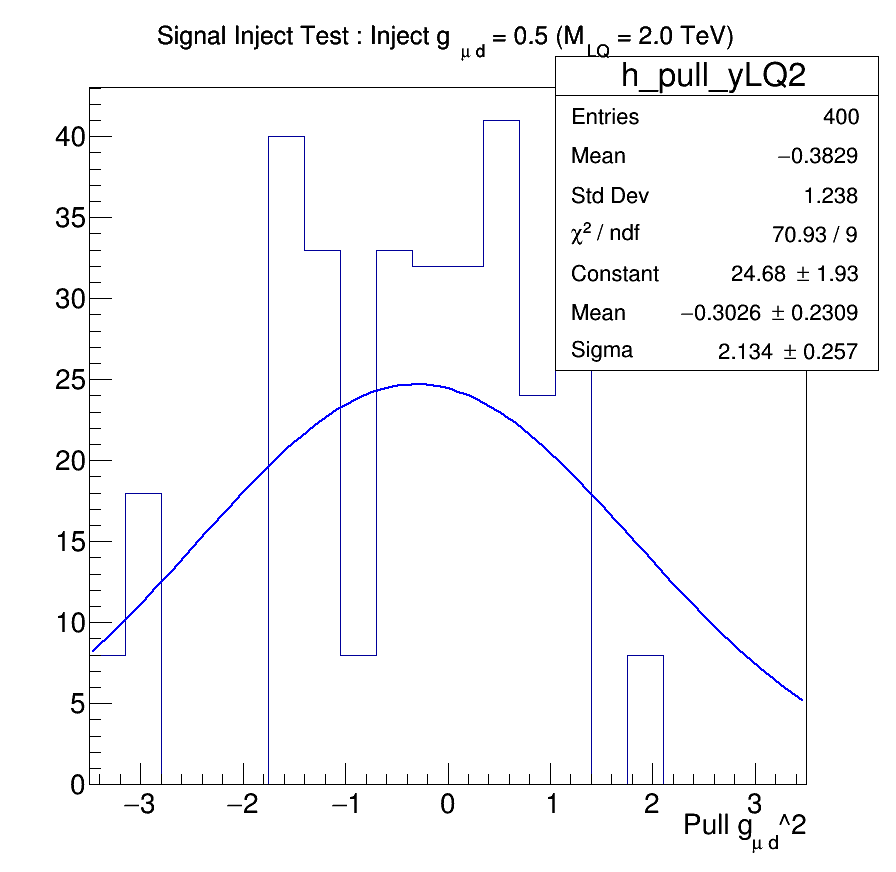 Signal Inject Test : Inject g μ d = 0.5 (M LQ = 2.0 TeV)
h_pull_yLQ2
Entries 400
Mean −0.3829
Std Dev 1.238
χ² / ndf 70.93 / 9
Constant 24.68 ± 1.93
Mean −0.3026 ± 0.2309
Sigma 2.134 ± 0.257
40
35
30
25
20
15
10
5
0
−3 −2 −1 0 1 2 3
Pull g μ d ^2